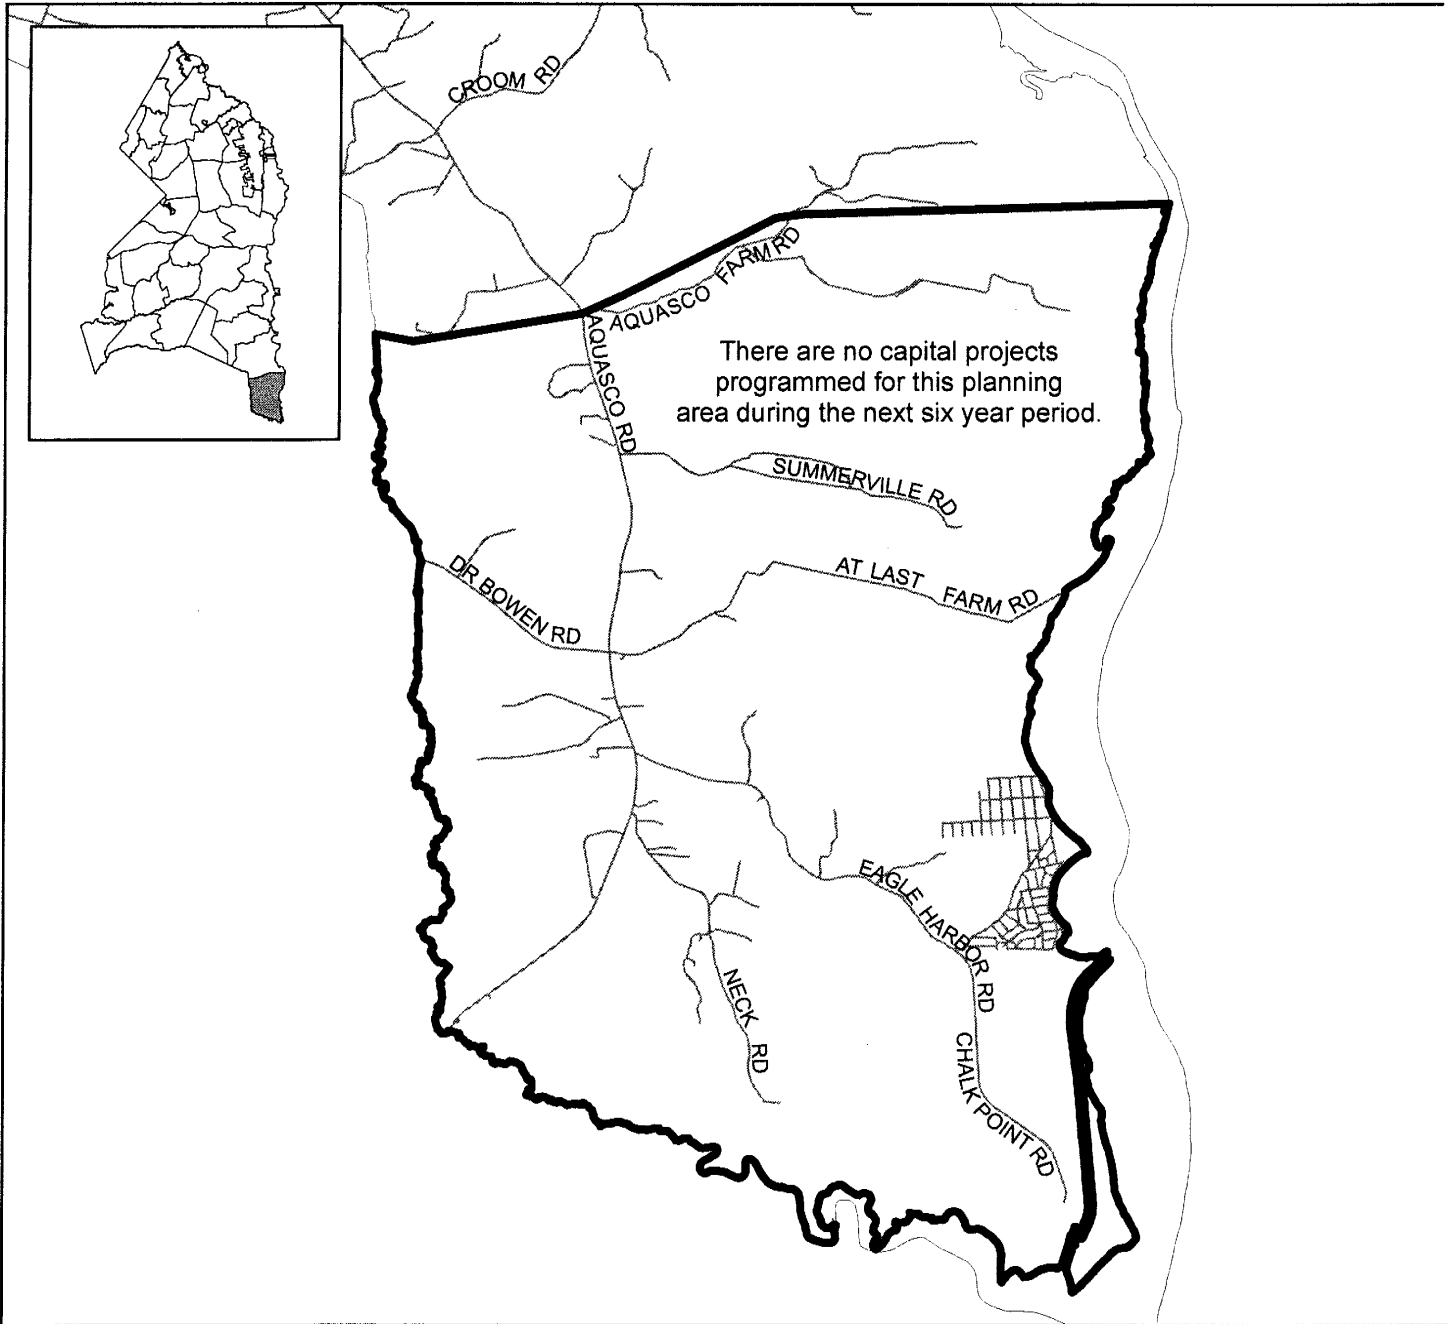 CROOM RD
AQUASCO FARM RD
AQUASCO RD
There are no capital projects
programmed for this planning
area during the next six year period.
SUMMERVILLE RD
AT LAST FARM RD
DR BOWEN RD
EAGLE HARBOR RD
NECK RD
CHALK POINT RD